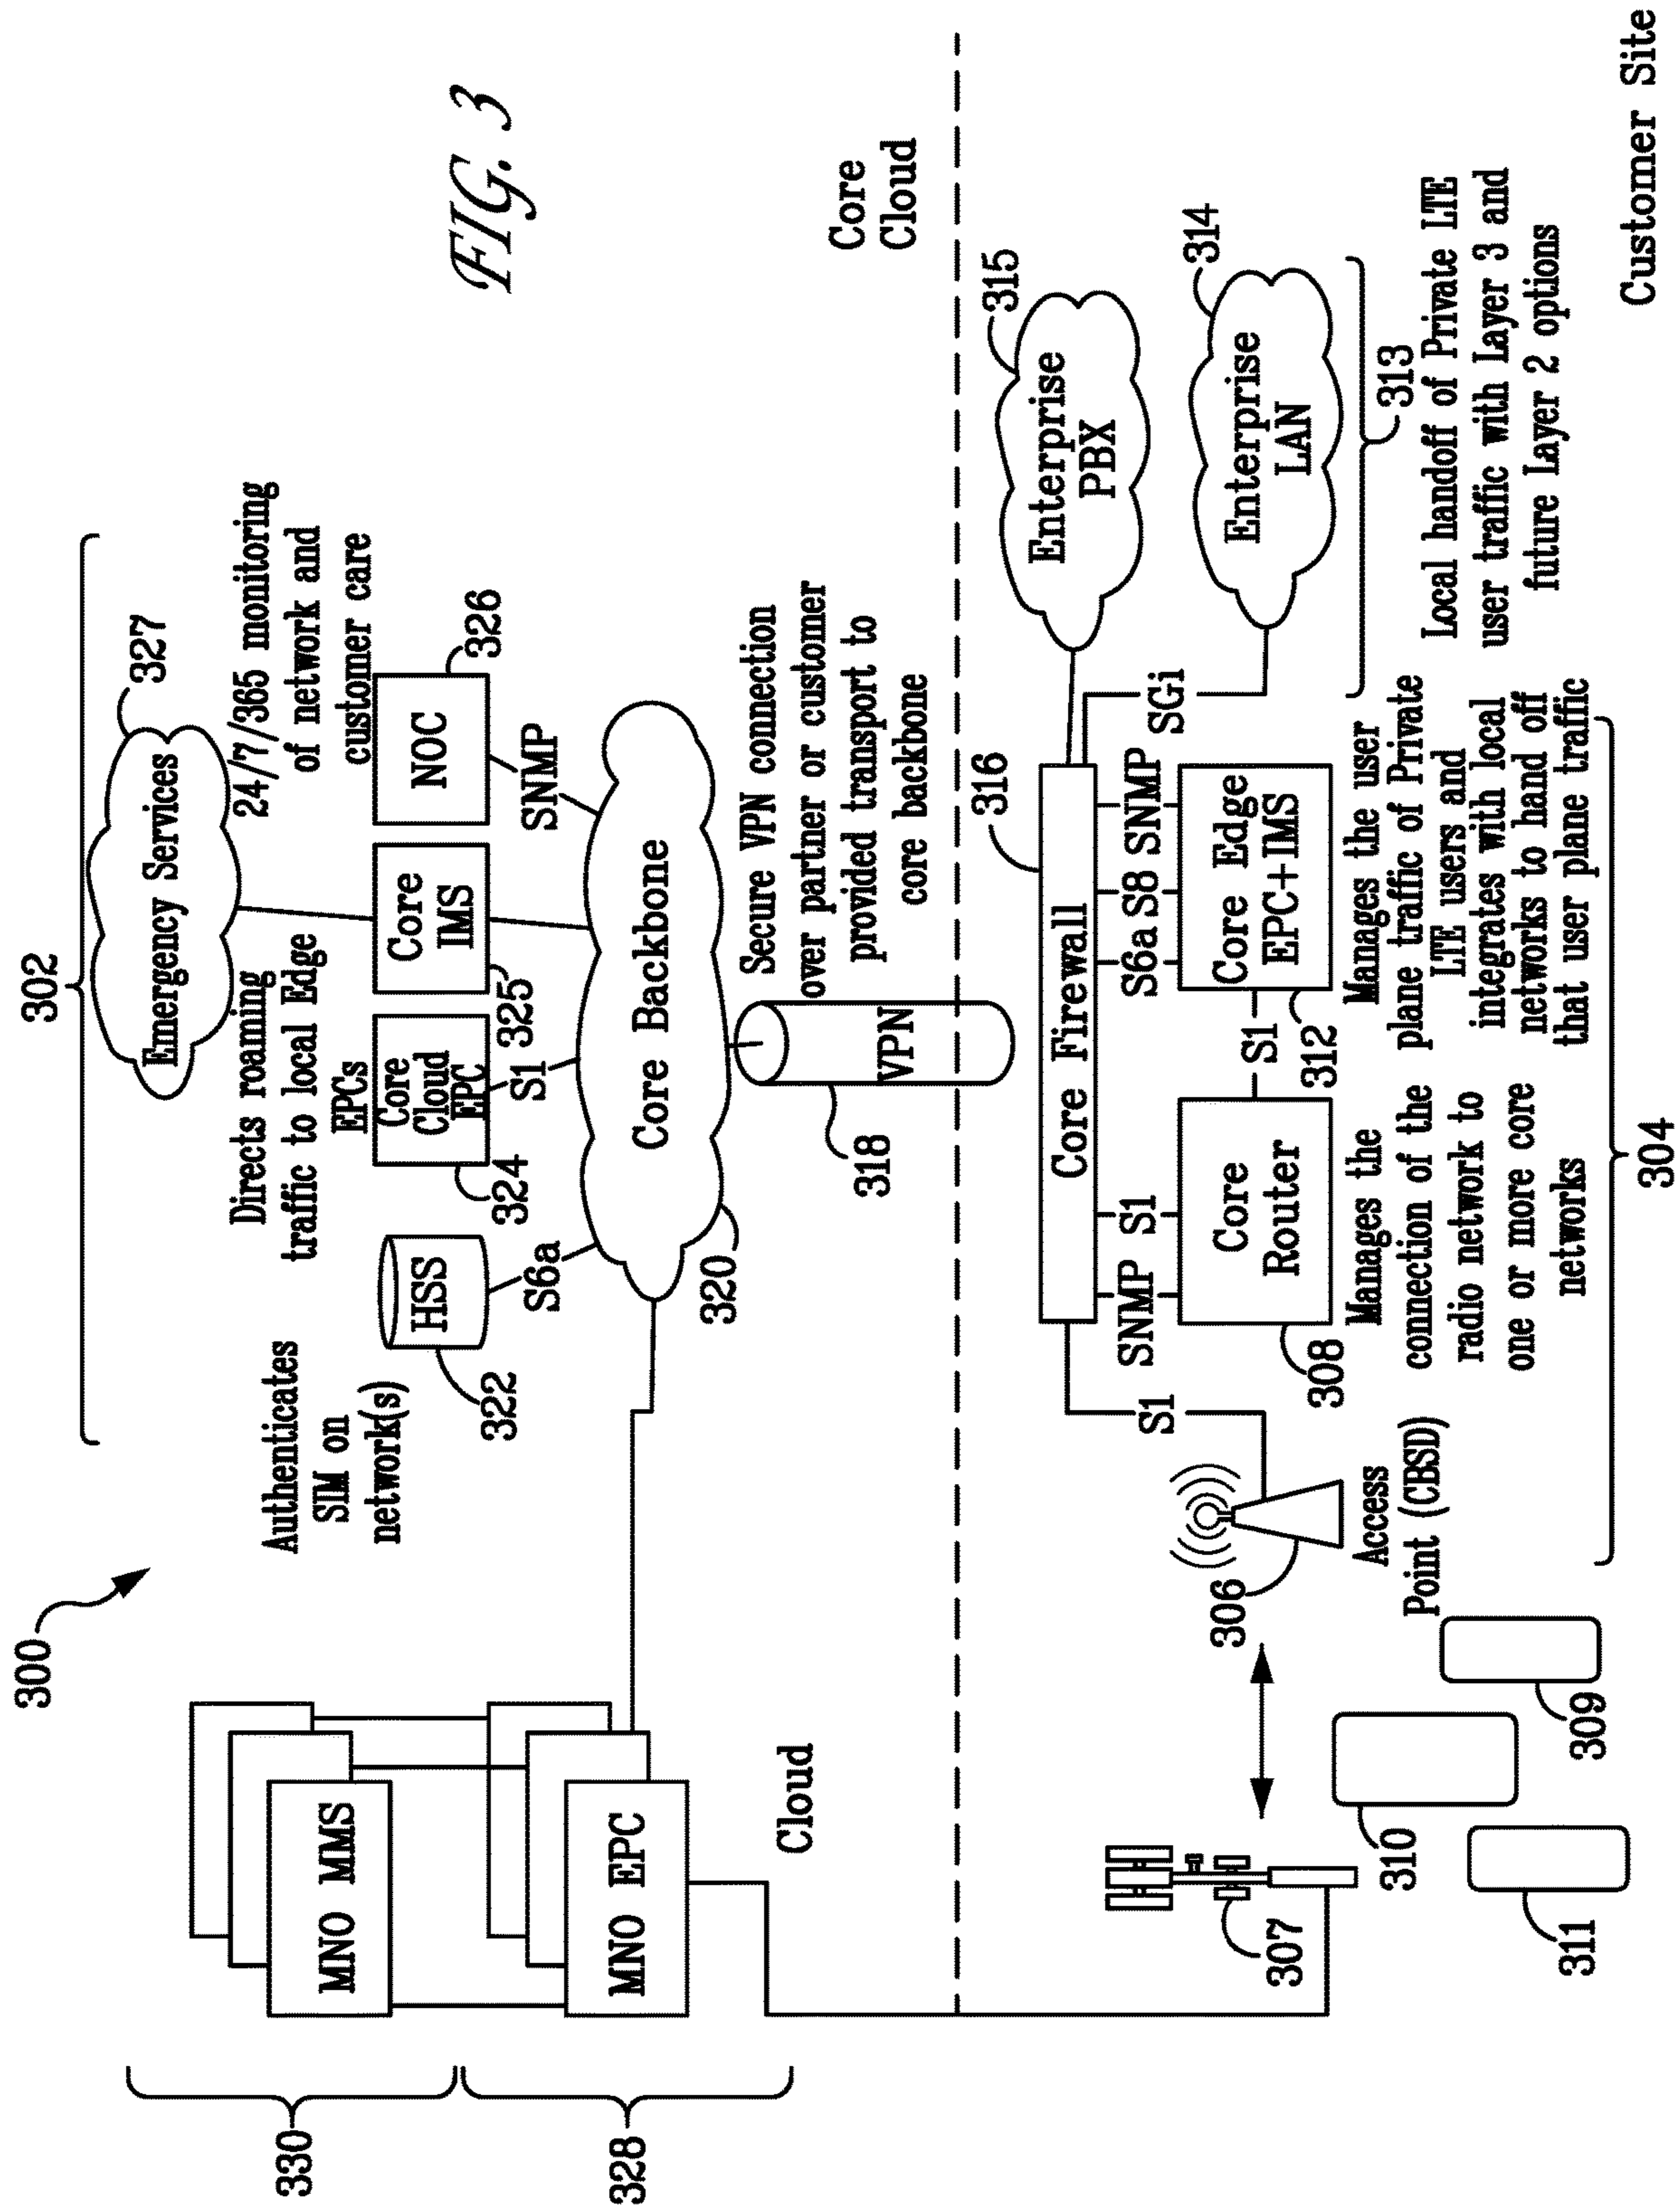 FIG. 3
300
302
327
Emergency Services
Authenticates
SIM on
network(s)
Directs roaming
traffic to local Edge
EPCs
24/7/365 monitoring
of network and
customer care
HSS
322
S6a
Core
Cloud
EPC
324
S1
Core
IMS
325
NOC
326
SNMP
Core Backbone
320
330
MNO MMS
328
MNO EPC
Cloud
VPN
318
Secure VPN connection
over partner or customer
provided transport to
core backbone
Core
Cloud
Core Firewall
316
S1
SNMP
S1
S6a
S8
SNMP
SGi
Enterprise
PBX
315
Enterprise
LAN
314
313
Core
Router
308
S1
Core Edge
EPC+IMS
312
306
307
Access
Point (CBSD)
Manages the
connection of the
radio network to
one or more core
networks
Manages the user
plane traffic of Private
LTE users and
integrates with local
networks to hand off
that user plane traffic
Local handoff of Private LTE
user traffic with Layer 3 and
future Layer 2 options
304
309
310
311
Customer Site